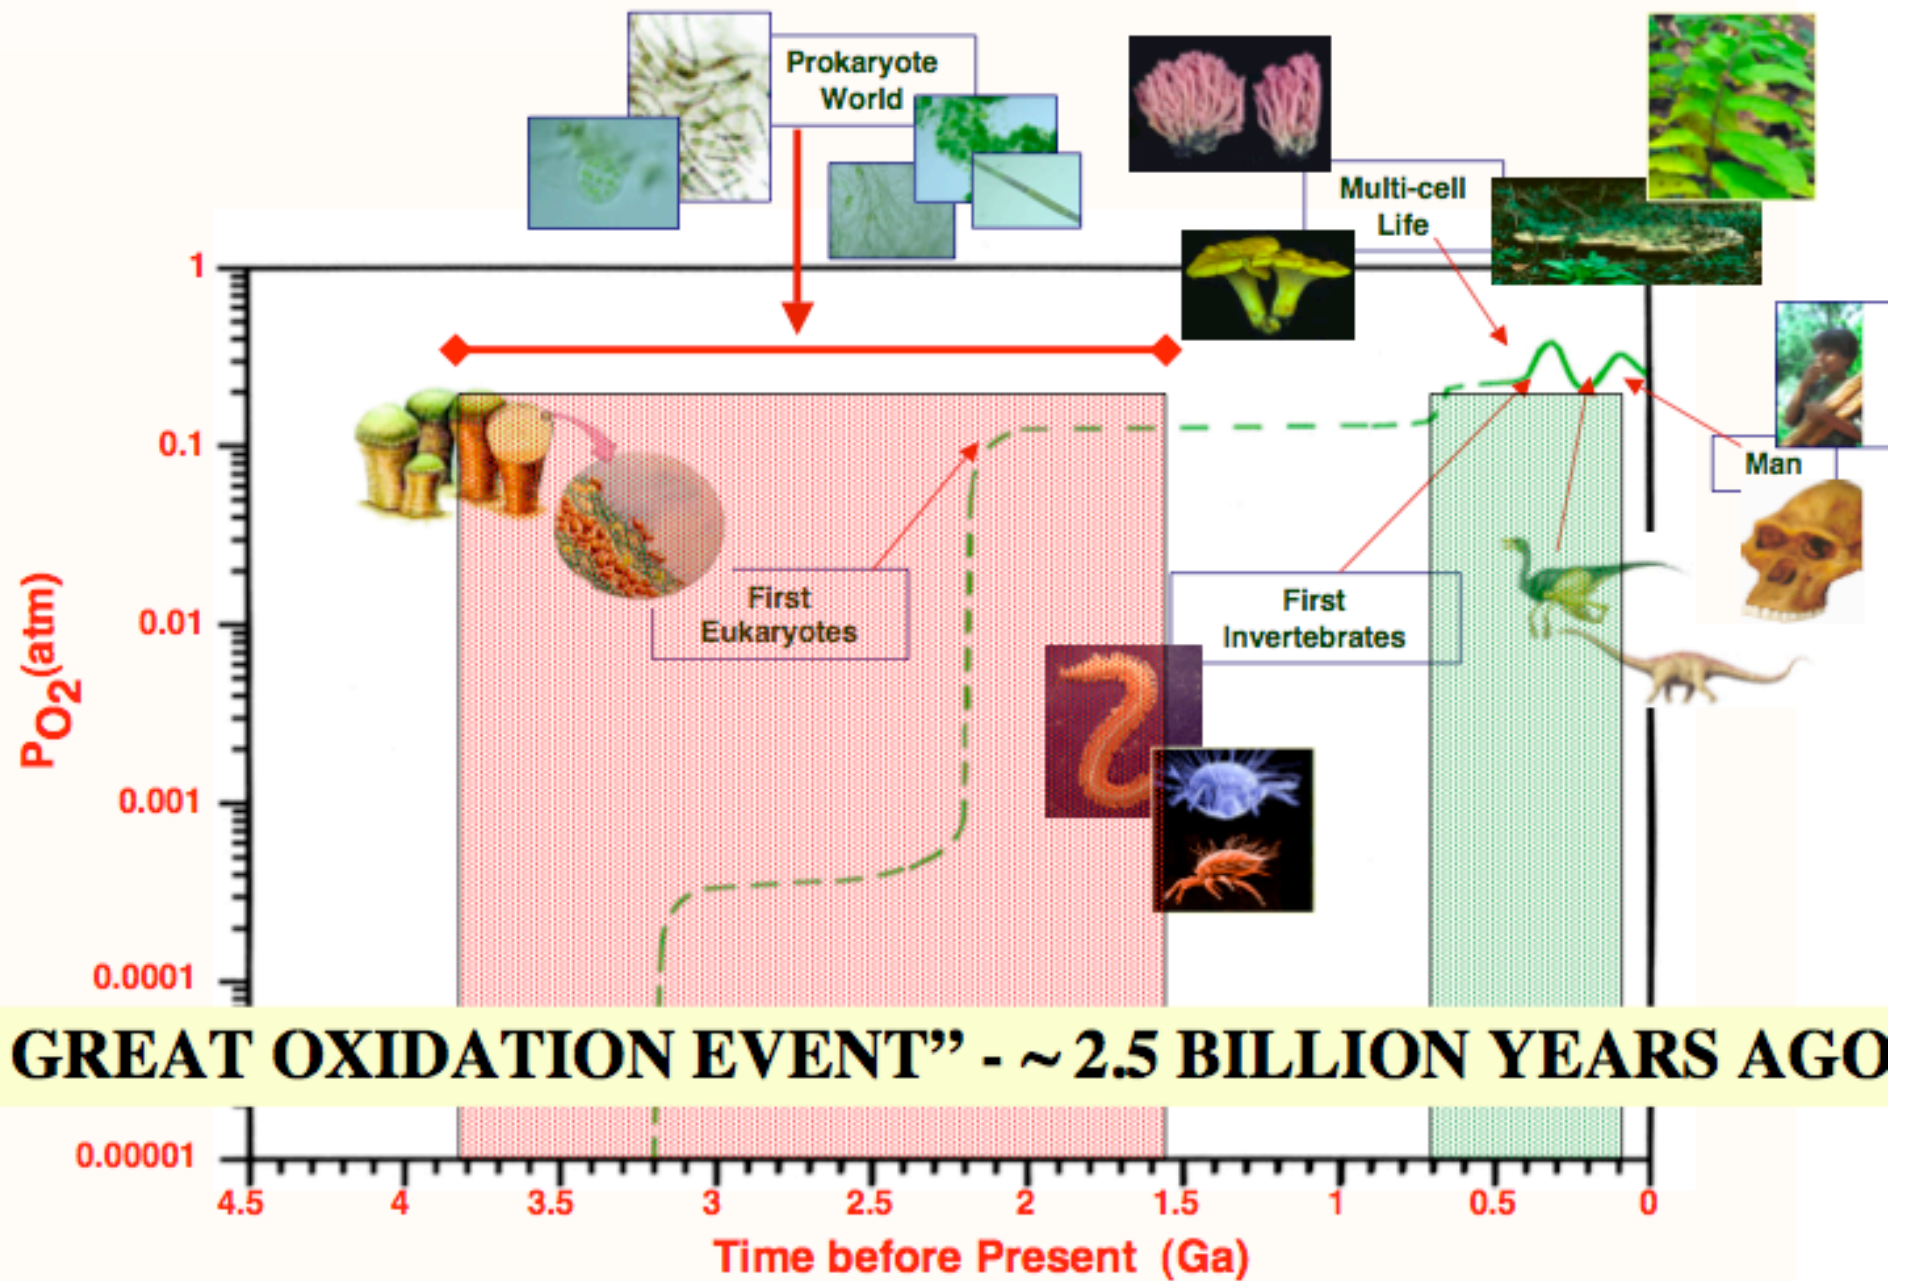 Prokaryote
World
Multi-cell
Life
1
0.1
0.01
0.001
0.0001
0.00001
PO2(atm)
Man
First
Eukaryotes
First
Invertebrates
GREAT OXIDATION EVENT” - ~ 2.5 BILLION YEARS AGO
4.5 4 3.5 3 2.5 2 1.5 1 0.5 0
Time before Present (Ga)